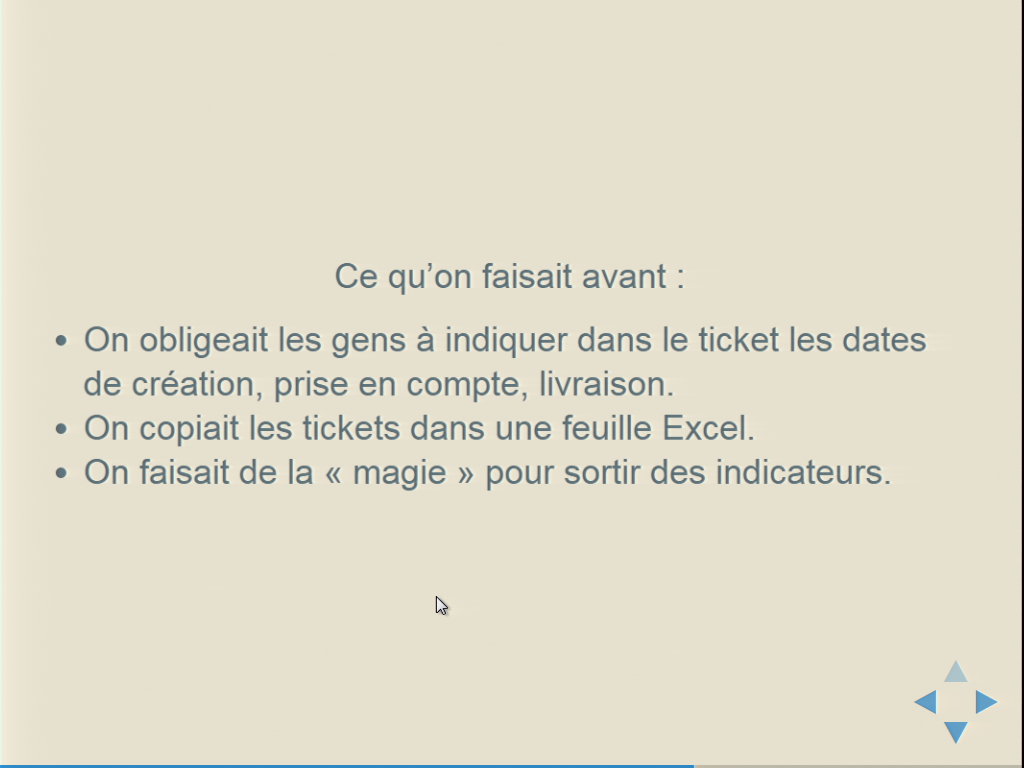 Ce qu’on faisait avant :
• On obligeait les gens à indiquer dans le ticket les dates
de création, prise en compte, livraison.
• On copiait les tickets dans une feuille Excel.
• On faisait de la « magie » pour sortir des indicateurs.